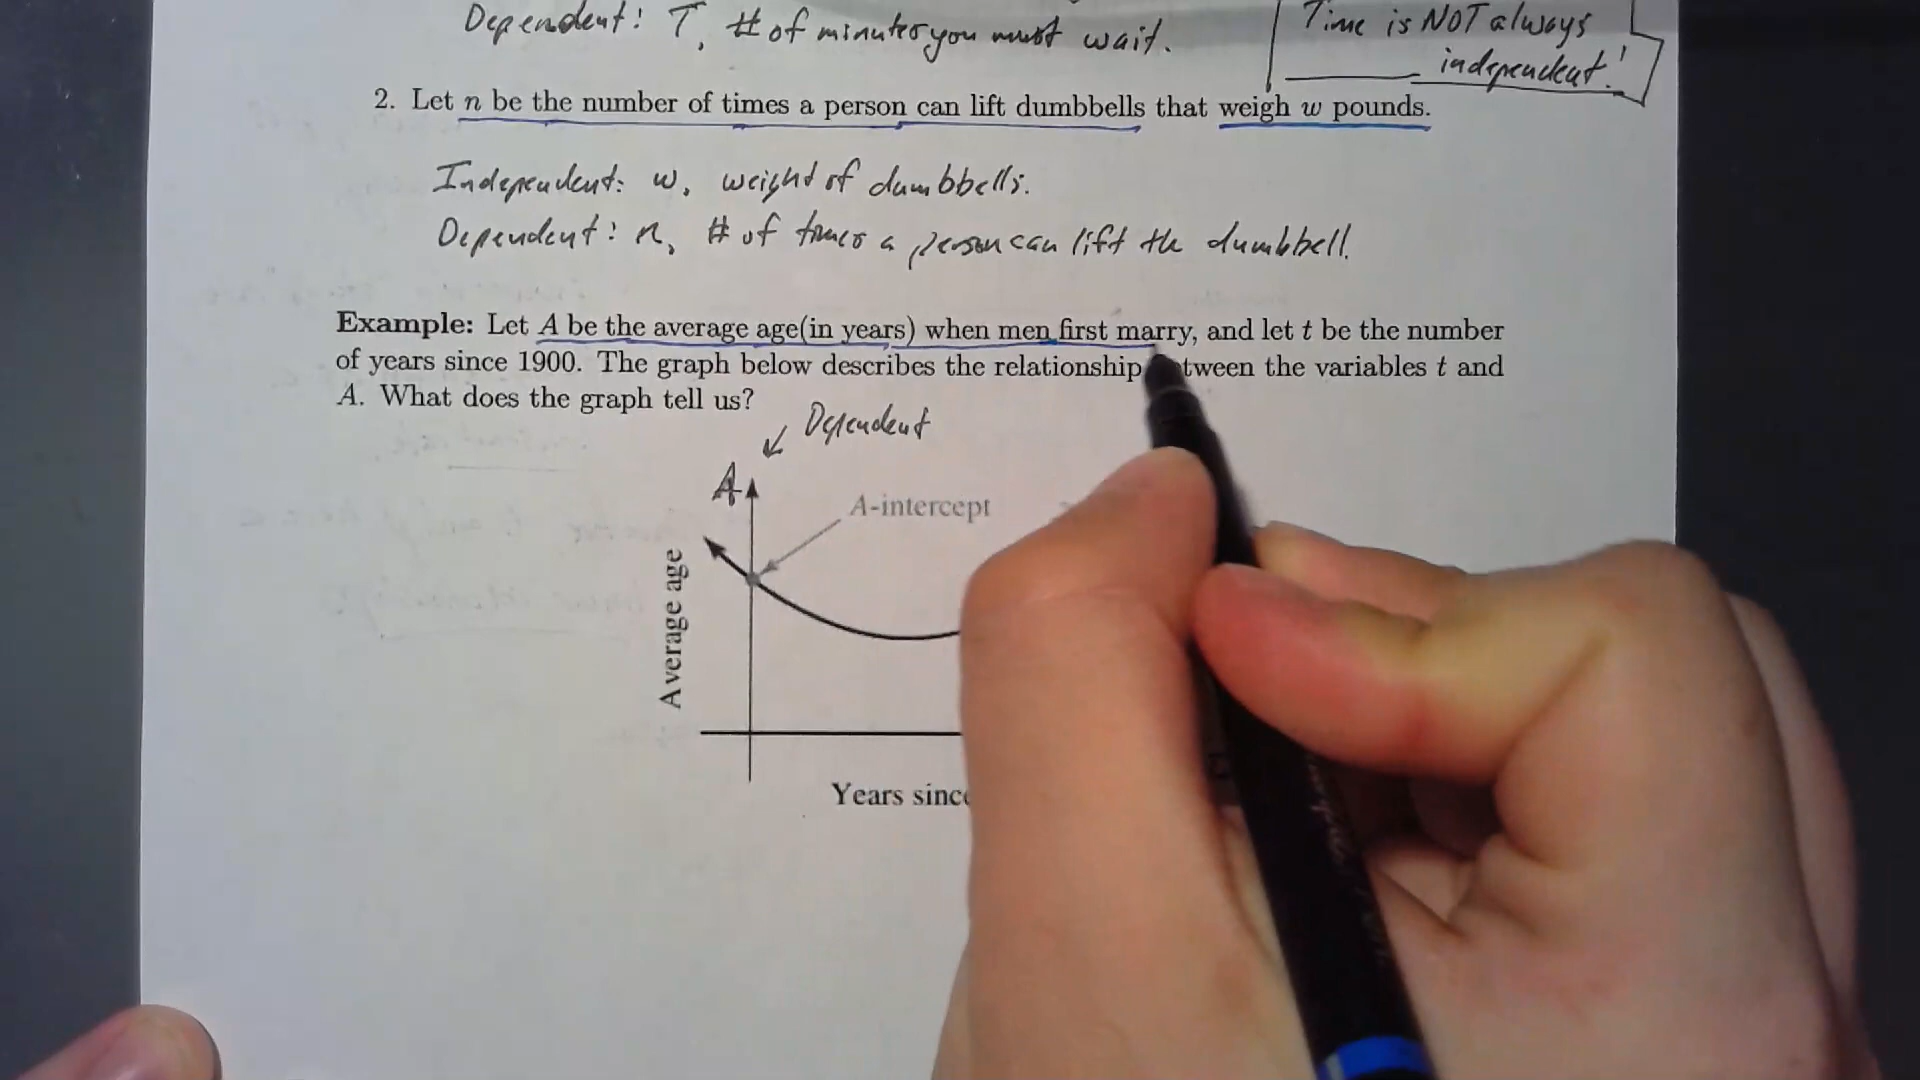 Dependent: T, # of minutes you must wait.
Time is NOT always
independent!
2. Let n be the number of times a person can lift dumbbells that weigh w pounds.
Independent: w, weight of dumbbells.
Dependent: n, # of times a person can lift the dumbbell.
Example: Let A be the average age(in years) when men first marry, and let t be the number
of years since 1900. The graph below describes the relationship tween the variables t and
A. What does the graph tell us?
Dependent
A
A-intercept
Average age
Years since